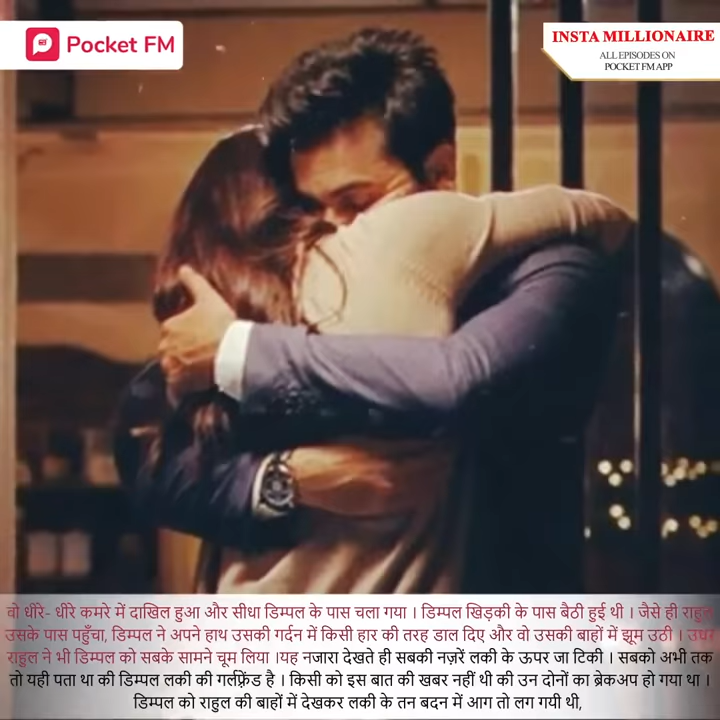 Pocket FM
INSTA MILLIONAIRE
ALL EPISODES ON
POCKET FM APP
वो धीरे- धीरे कमरे में दाखिल हुआ और सीधा डिम्पल के पास चला गया । डिम्पल खिड़की के पास बैठी हुई थी । जैसे ही राहुल
उसके पास पहुँचा, डिम्पल ने अपने हाथ उसकी गर्दन में किसी हार की तरह डाल दिए और वो उसकी बाहों में झूम उठी । उधर
राहुल ने भी डिम्पल को सबके सामने चूम लिया ।यह नजारा देखते ही सबकी नज़रें लकी के ऊपर जा टिकी । सबको अभी तक
तो यही पता था की डिम्पल लकी की गर्लफ़्रेंड है । किसी को इस बात की खबर नहीं थी की उन दोनों का ब्रेकअप हो गया था ।
डिम्पल को राहुल की बाहों में देखकर लकी के तन बदन में आग तो लग गयी थी,